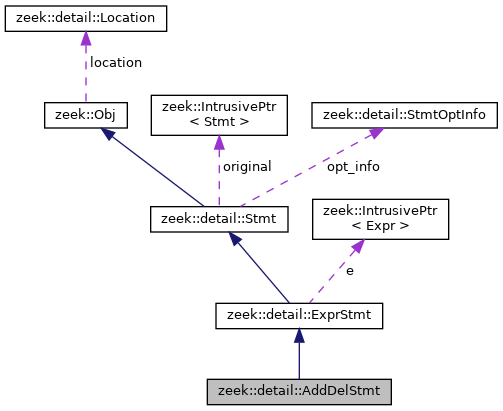 zeek::detail::Location
location
zeek::Obj
zeek::IntrusivePtr
< Stmt >
zeek::detail::StmtOptInfo
original
opt_info
zeek::detail::Stmt
zeek::IntrusivePtr
< Expr >
e
zeek::detail::ExprStmt
zeek::detail::AddDelStmt